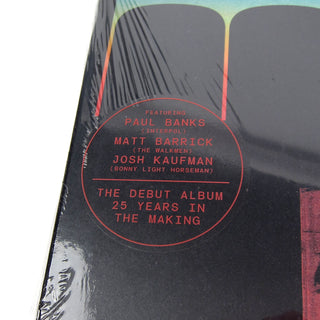 FEATURING
PAUL BANKS
(INTERPOL)
MATT BARRICK
(THE WALKMEN)
JOSH KAUFMAN
(BONNY LIGHT HORSEMAN)
THE DEBUT ALBUM
25 YEARS IN
THE MAKING